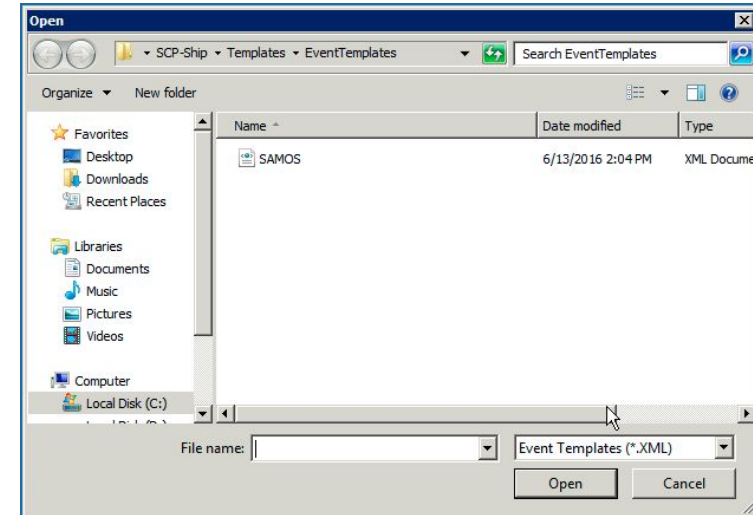 Open
SCP-Ship Templates EventTemplates Search EventTemplates
Organize New folder
Name Date modified Type
Favorites
Desktop
Downloads
Recent Places
SAMOS 6/13/2016 2:04 PM XML Docume
Libraries
Documents
Music
Pictures
Videos
Computer
Local Disk (C:)
File name: Event Templates (*.XML)
Open Cancel